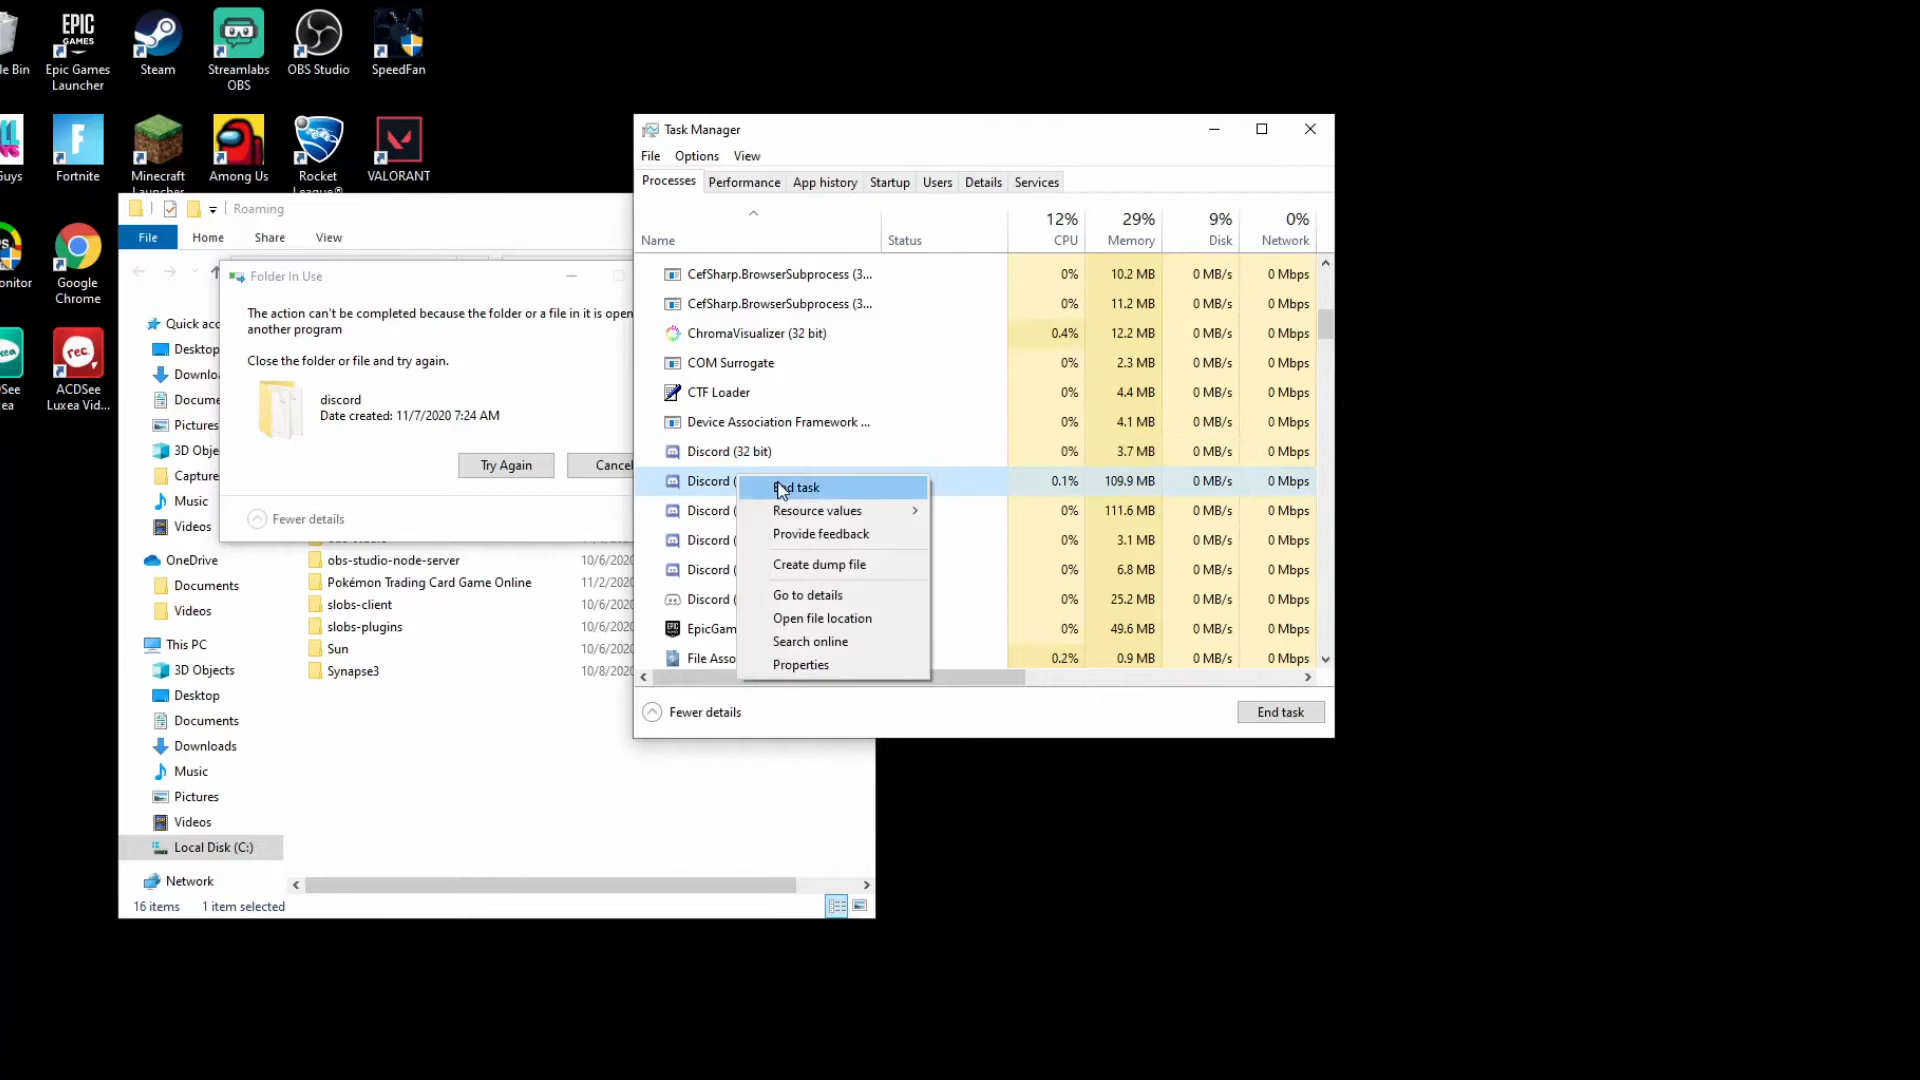 le Bin
EPIC
GAMES
Epic Games
Launcher
Steam
Streamlabs
OBS
OBS Studio
SpeedFan
Guys
F
Fortnite
Minecraft
Launcher
Among Us
Rocket
League®
VALORANT
onitor
Google
Chrome
rec.
DSee
ACDSee
Luxea Vid...
Roaming
File
Home
Share
View
Folder In Use
The action can't be completed because the folder or a file in it is open
another program
Close the folder or file and try again.
discord
Date created: 11/7/2020 7:24 AM
Try Again
Cancel
Fewer details
Quick acc
Desktop
Downlo
Docume
Pictures
3D Obje
Capture
Music
Videos
OneDrive
Documents
Videos
This PC
3D Objects
Desktop
Documents
Downloads
Music
Pictures
Videos
Local Disk (C:)
Network
obs-studio-node-server 10/6/2020
Pokémon Trading Card Game Online 11/2/2020
slobs-client 10/6/2020
slobs-plugins 10/6/2020
Sun 10/6/2020
Synapse3 10/8/2020
16 items 1 item selected
Task Manager
File Options View
Processes Performance App history Startup Users Details Services
12% 29% 9% 0%
Name Status CPU Memory Disk Network
CefSharp.BrowserSubprocess (3... 0% 10.2 MB 0 MB/s 0 Mbps
CefSharp.BrowserSubprocess (3... 0% 11.2 MB 0 MB/s 0 Mbps
ChromaVisualizer (32 bit) 0.4% 12.2 MB 0 MB/s 0 Mbps
COM Surrogate 0% 2.3 MB 0 MB/s 0 Mbps
CTF Loader 0% 4.4 MB 0 MB/s 0 Mbps
Device Association Framework ... 0% 4.1 MB 0 MB/s 0 Mbps
Discord (32 bit) 0% 3.7 MB 0 MB/s 0 Mbps
Discord ( 0.1% 109.9 MB 0 MB/s 0 Mbps
Discord ( 0% 111.6 MB 0 MB/s 0 Mbps
Discord ( 0% 3.1 MB 0 MB/s 0 Mbps
Discord ( 0% 6.8 MB 0 MB/s 0 Mbps
Discord ( 0% 25.2 MB 0 MB/s 0 Mbps
EpicGam 0% 49.6 MB 0 MB/s 0 Mbps
File Asso 0.2% 0.9 MB 0 MB/s 0 Mbps
End task
Resource values
Provide feedback
Create dump file
Go to details
Open file location
Search online
Properties
Fewer details
End task